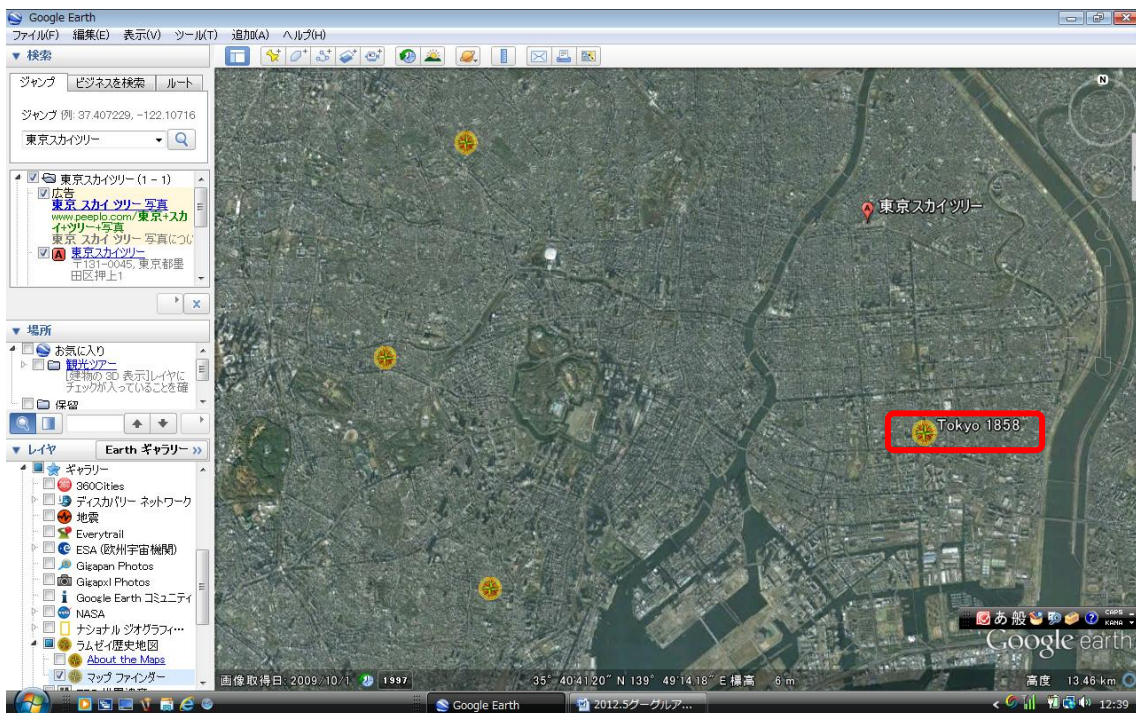 Google Earth
ファイル(F) 編集(E) 表示(V) ツール(T) 追加(A) ヘルプ(H)
検索
ジャンプ ビジネスを検索 ルート
ジャンプ 例: 37.407229, -122.10716
東京スカイツリー
東京スカイツリー (1 - 1)
広告
東京 スカイ ツリー 写真
www.peeplo.com/東京+スカ
イ+ツリー+写真
東京 スカイ ツリー 写真につい
A 東京スカイツリー
〒131-0045, 東京都墨
田区押上1
場所
お気に入り
観光ツアー
[建物の 3D 表示]レイヤに
チェックが入っていることを確
保留
レイヤ Earth ギャラリー >>
ギャラリー
360Cities
ディスカバリー ネットワーク
地震
Everytrail
ESA (欧州宇宙機関)
Gigapan Photos
Gigapxl Photos
Google Earth コミュニティ
NASA
ナショナル ジオグラフィ…
ラムゼイ歴史地図
About the Maps
マップ ファインダー
N
A 東京スカイツリー
Tokyo 1858
あ 般 CAPS
KANA
Google earth
画像取得日: 2009/10/1 1997 35° 40'41.20" N 139° 49'14.18" E 標高 6 m 高度 13.46 km
Google Earth 2012.5グーグルア... 12:39